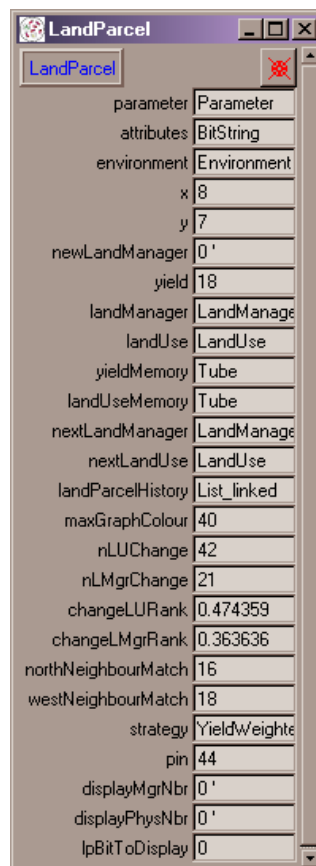 LandParcel
LandParcel
parameter Parameter
attributes BitString
environment Environment
x 8
y 7
newLandManager 0 '
yield 18
landManager LandManage
landUse LandUse
yieldMemory Tube
landUseMemory Tube
nextLandManager LandManage
nextLandUse LandUse
landParcelHistory List_linked
maxGraphColour 40
nLUChange 42
nLMgrChange 21
changeLURank 0.474359
changeLMgrRank 0.363636
northNeighbourMatch 16
westNeighbourMatch 18
strategy YieldWeighte
pin 44
displayMgrNbr 0 '
displayPhysNbr 0 '
lpBitToDisplay 0